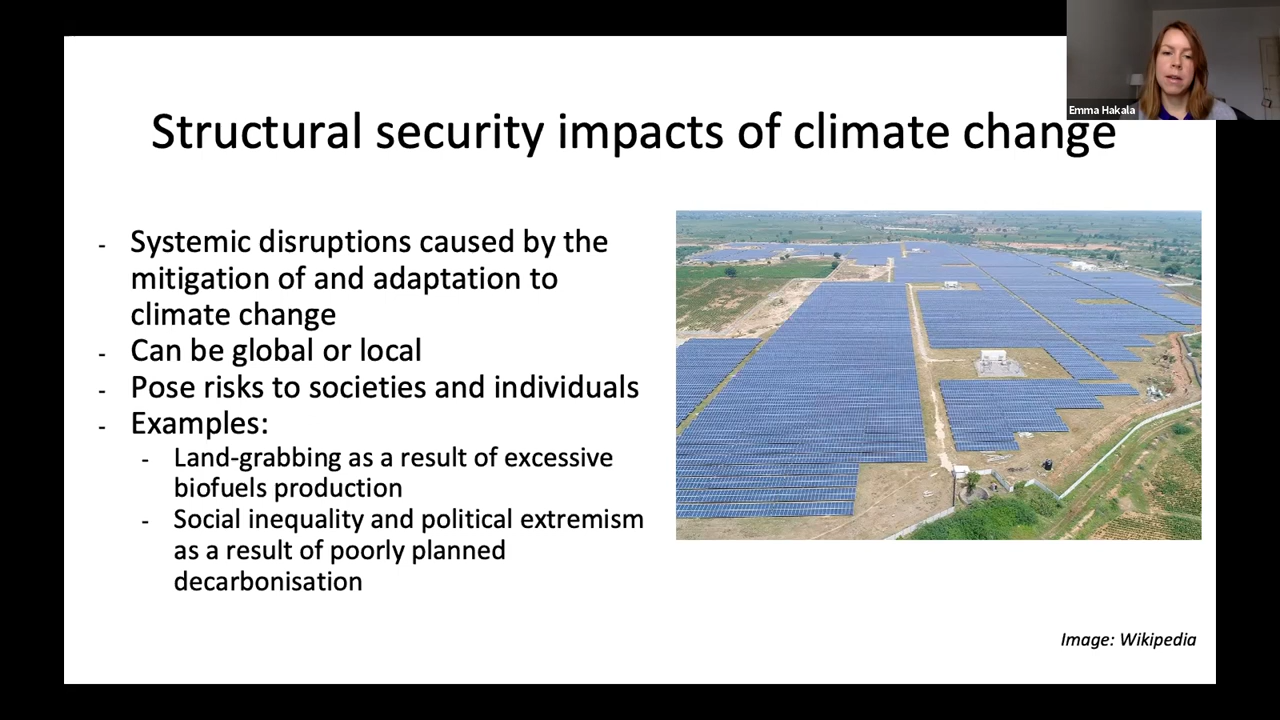 Emma Hakala
Structural security impacts of climate change
- Systemic disruptions caused by the
mitigation of and adaptation to
climate change
- Can be global or local
- Pose risks to societies and individuals
- Examples:
- Land-grabbing as a result of excessive
biofuels production
- Social inequality and political extremism
as a result of poorly planned
decarbonisation
Image: Wikipedia